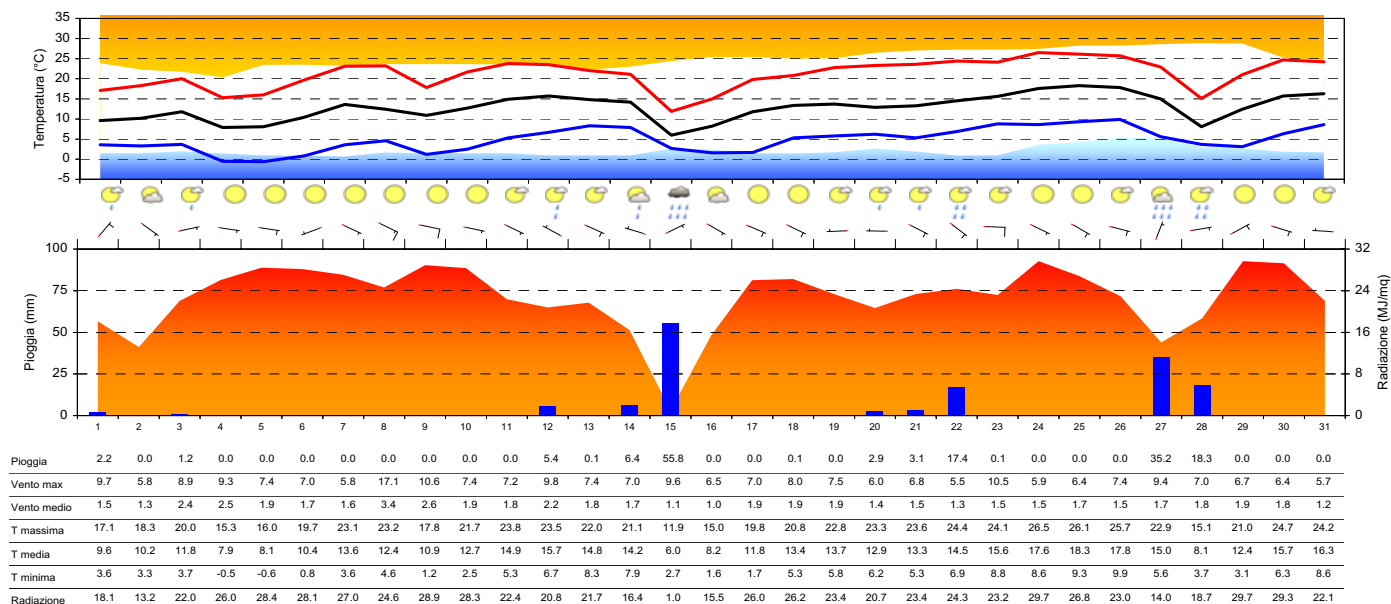 35
30
25
20
15
10
5
0
-5
Temperatura (°C)
100
75
50
25
0
Pioggia (mm)
32
24
16
8
0
Radiazione (MJ/mq)
1 2 3 4 5 6 7 8 9 10 11 12 13 14 15 16 17 18 19 20 21 22 23 24 25 26 27 28 29 30 31
Pioggia 2.2 0.0 1.2 0.0 0.0 0.0 0.0 0.0 0.0 0.0 0.0 5.4 0.1 6.4 55.8 0.0 0.0 0.1 0.0 2.9 3.1 17.4 0.1 0.0 0.0 0.0 35.2 18.3 0.0 0.0 0.0
Vento max 9.7 5.8 8.9 9.3 7.4 7.0 5.8 17.1 10.6 7.4 7.2 9.8 7.4 7.0 9.6 6.5 7.0 8.0 7.5 6.0 6.8 5.5 10.5 5.9 6.4 7.4 9.4 7.0 6.7 6.4 5.7
Vento medio 1.5 1.3 2.4 2.5 1.9 1.7 1.6 3.4 2.6 1.9 1.8 2.2 1.8 1.7 1.1 1.0 1.9 1.9 1.9 1.4 1.5 1.3 1.5 1.5 1.7 1.5 1.7 1.8 1.9 1.8 1.2
T massima 17.1 18.3 20.0 15.3 16.0 19.7 23.1 23.2 17.8 21.7 23.8 23.5 22.0 21.1 11.9 15.0 19.8 20.8 22.8 23.3 23.6 24.4 24.1 26.5 26.1 25.7 22.9 15.1 21.0 24.7 24.2
T media 9.6 10.2 11.8 7.9 8.1 10.4 13.6 12.4 10.9 12.7 14.9 15.7 14.8 14.2 6.0 8.2 11.8 13.4 13.7 12.9 13.3 14.5 15.6 17.6 18.3 17.8 15.0 8.1 12.4 15.7 16.3
T minima 3.6 3.3 3.7 -0.5 -0.6 0.8 3.6 4.6 1.2 2.5 5.3 6.7 8.3 7.9 2.7 1.6 1.7 5.3 5.8 6.2 5.3 6.9 8.8 8.6 9.3 9.9 5.6 3.7 3.1 6.3 8.6
Radiazione 18.1 13.2 22.0 26.0 28.4 28.1 27.0 24.6 28.9 28.3 22.4 20.8 21.7 16.4 1.0 15.5 26.0 26.2 23.4 20.7 23.4 24.3 23.2 29.7 26.8 23.0 14.0 18.7 29.7 29.3 22.1